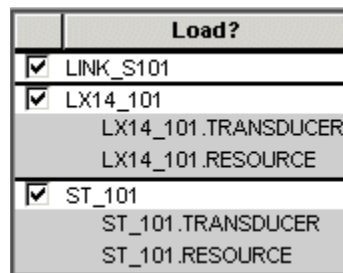 Load?
LINK_S101
LX14_101
LX14_101.TRANSDUCER
LX14_101.RESOURCE
ST_101
ST_101.TRANSDUCER
ST_101.RESOURCE